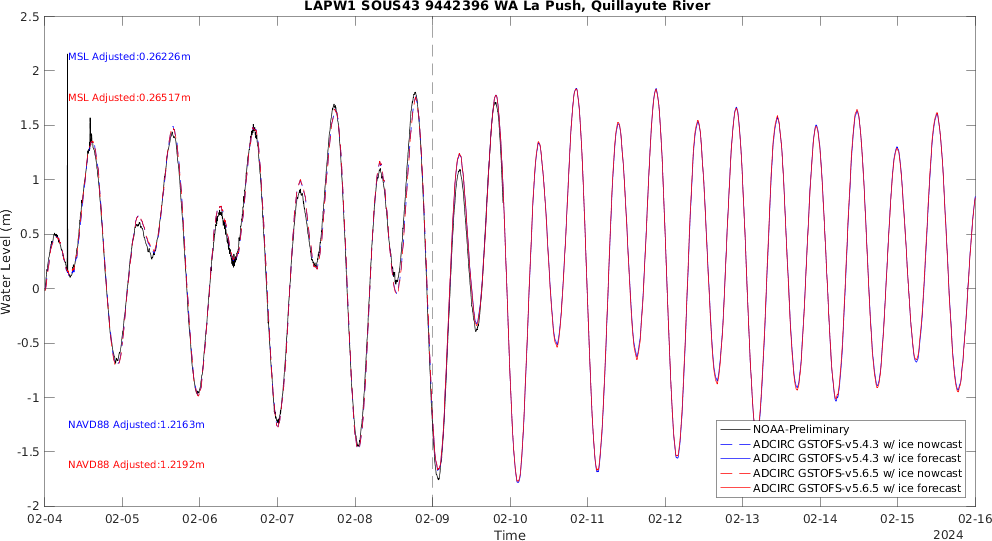 LAPW1 SOUS43 9442396 WA La Push, Quillayute River
2.5
2
1.5
1
0.5
0
-0.5
-1
-1.5
-2
Water Level (m)
MSL Adjusted:0.26226m
MSL Adjusted:0.26517m
NAVD88 Adjusted:1.2163m
NAVD88 Adjusted:1.2192m
NOAA-Preliminary
ADCIRC GSTOFS-v5.4.3 w/ ice nowcast
ADCIRC GSTOFS-v5.4.3 w/ ice forecast
ADCIRC GSTOFS-v5.6.5 w/ ice nowcast
ADCIRC GSTOFS-v5.6.5 w/ ice forecast
02-04 02-05 02-06 02-07 02-08 02-09 02-10 02-11 02-12 02-13 02-14 02-15 02-16
Time
2024